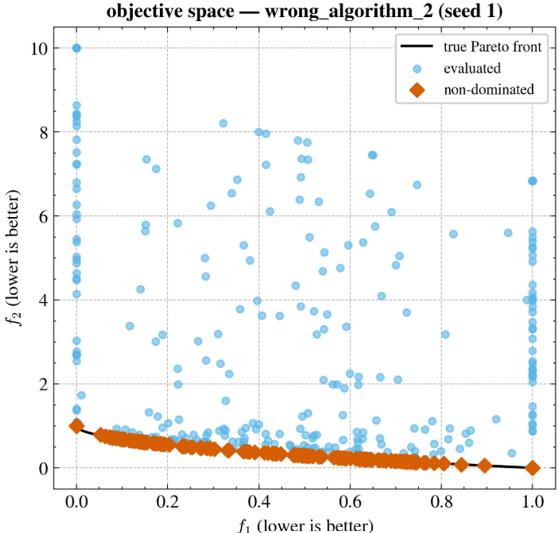 objective space — wrong_algorithm_2 (seed 1)
true Pareto front
evaluated
non-dominated
10
8
6
4
2
0
f₂ (lower is better)
0.0 0.2 0.4 0.6 0.8 1.0
f₁ (lower is better)